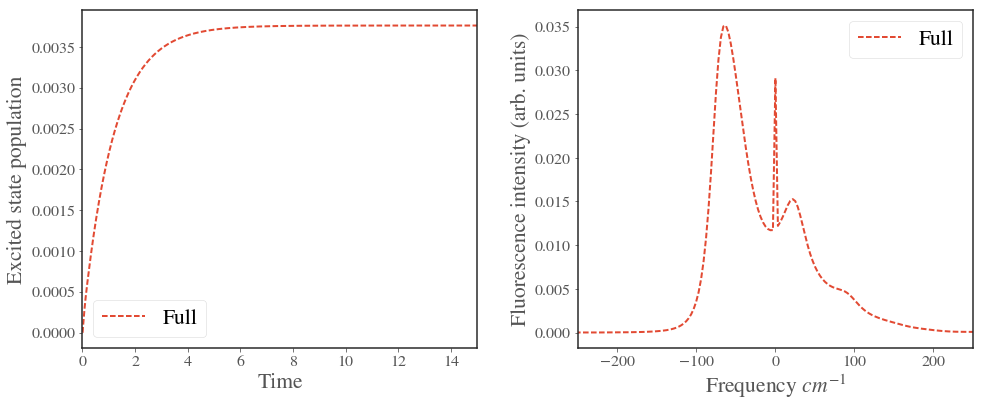 Excited state population
0.0035
0.0030
0.0025
0.0020
0.0015
0.0010
0.0005
0.0000
Full
0 2 4 6 8 10 12 14
Time
Fluorescence intensity (arb. units)
0.035
0.030
0.025
0.020
0.015
0.010
0.005
0.000
Full
−200 −100 0 100 200
Frequency cm⁻¹